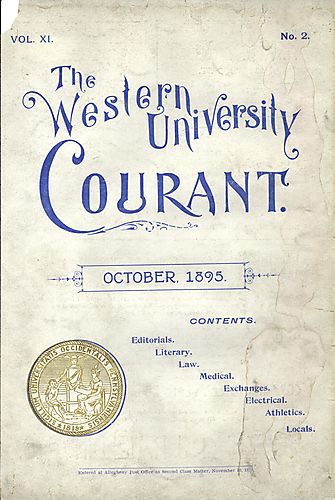 VOL. XI.
No. 2.
The
Western
University
COURANT.
OCTOBER, 1895.
CONTENTS.
Editorials.
Literary.
Law.
Medical.
Exchanges.
Electrical.
Athletics.
Locals.
1819
Entered at Allegheny Post Office as Second Class Matter, November